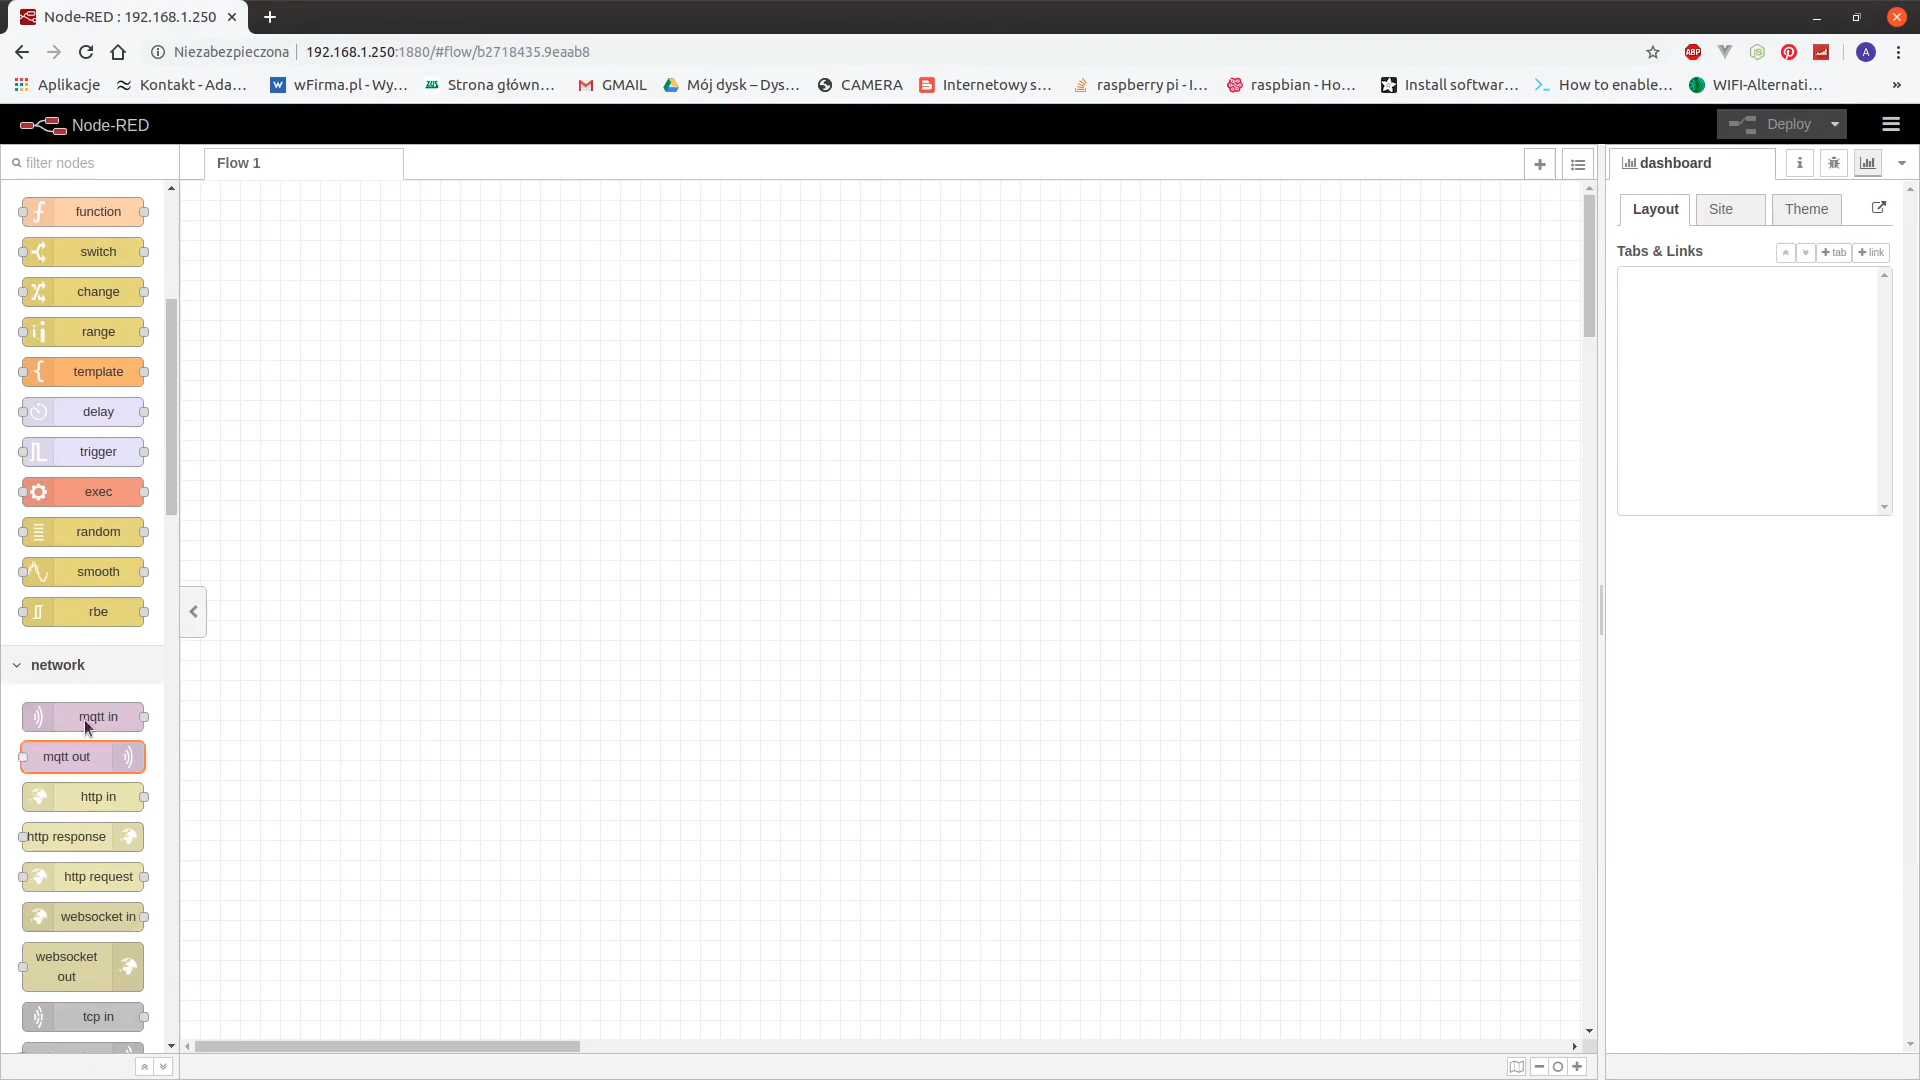 Node-RED : 192.168.1.250
Niezabezpieczona
192.168.1.250:1880/#flow/b2718435.9eaab8
ABP
A
Aplikacje
Kontakt - Ada...
wFirma.pl - Wy...
Strona główn...
GMAIL
Mój dysk – Dys...
CAMERA
Internetowy s...
raspberry pi - I...
raspbian - Ho...
Install softwar...
How to enable...
WIFI-Alternati...
Node-RED
Deploy
filter nodes
Flow 1
dashboard
function
switch
change
range
template
delay
trigger
exec
random
smooth
rbe
network
mqtt in
mqtt out
http in
http response
http request
websocket in
websocket
out
tcp in
Layout
Site
Theme
Tabs & Links
tab
link